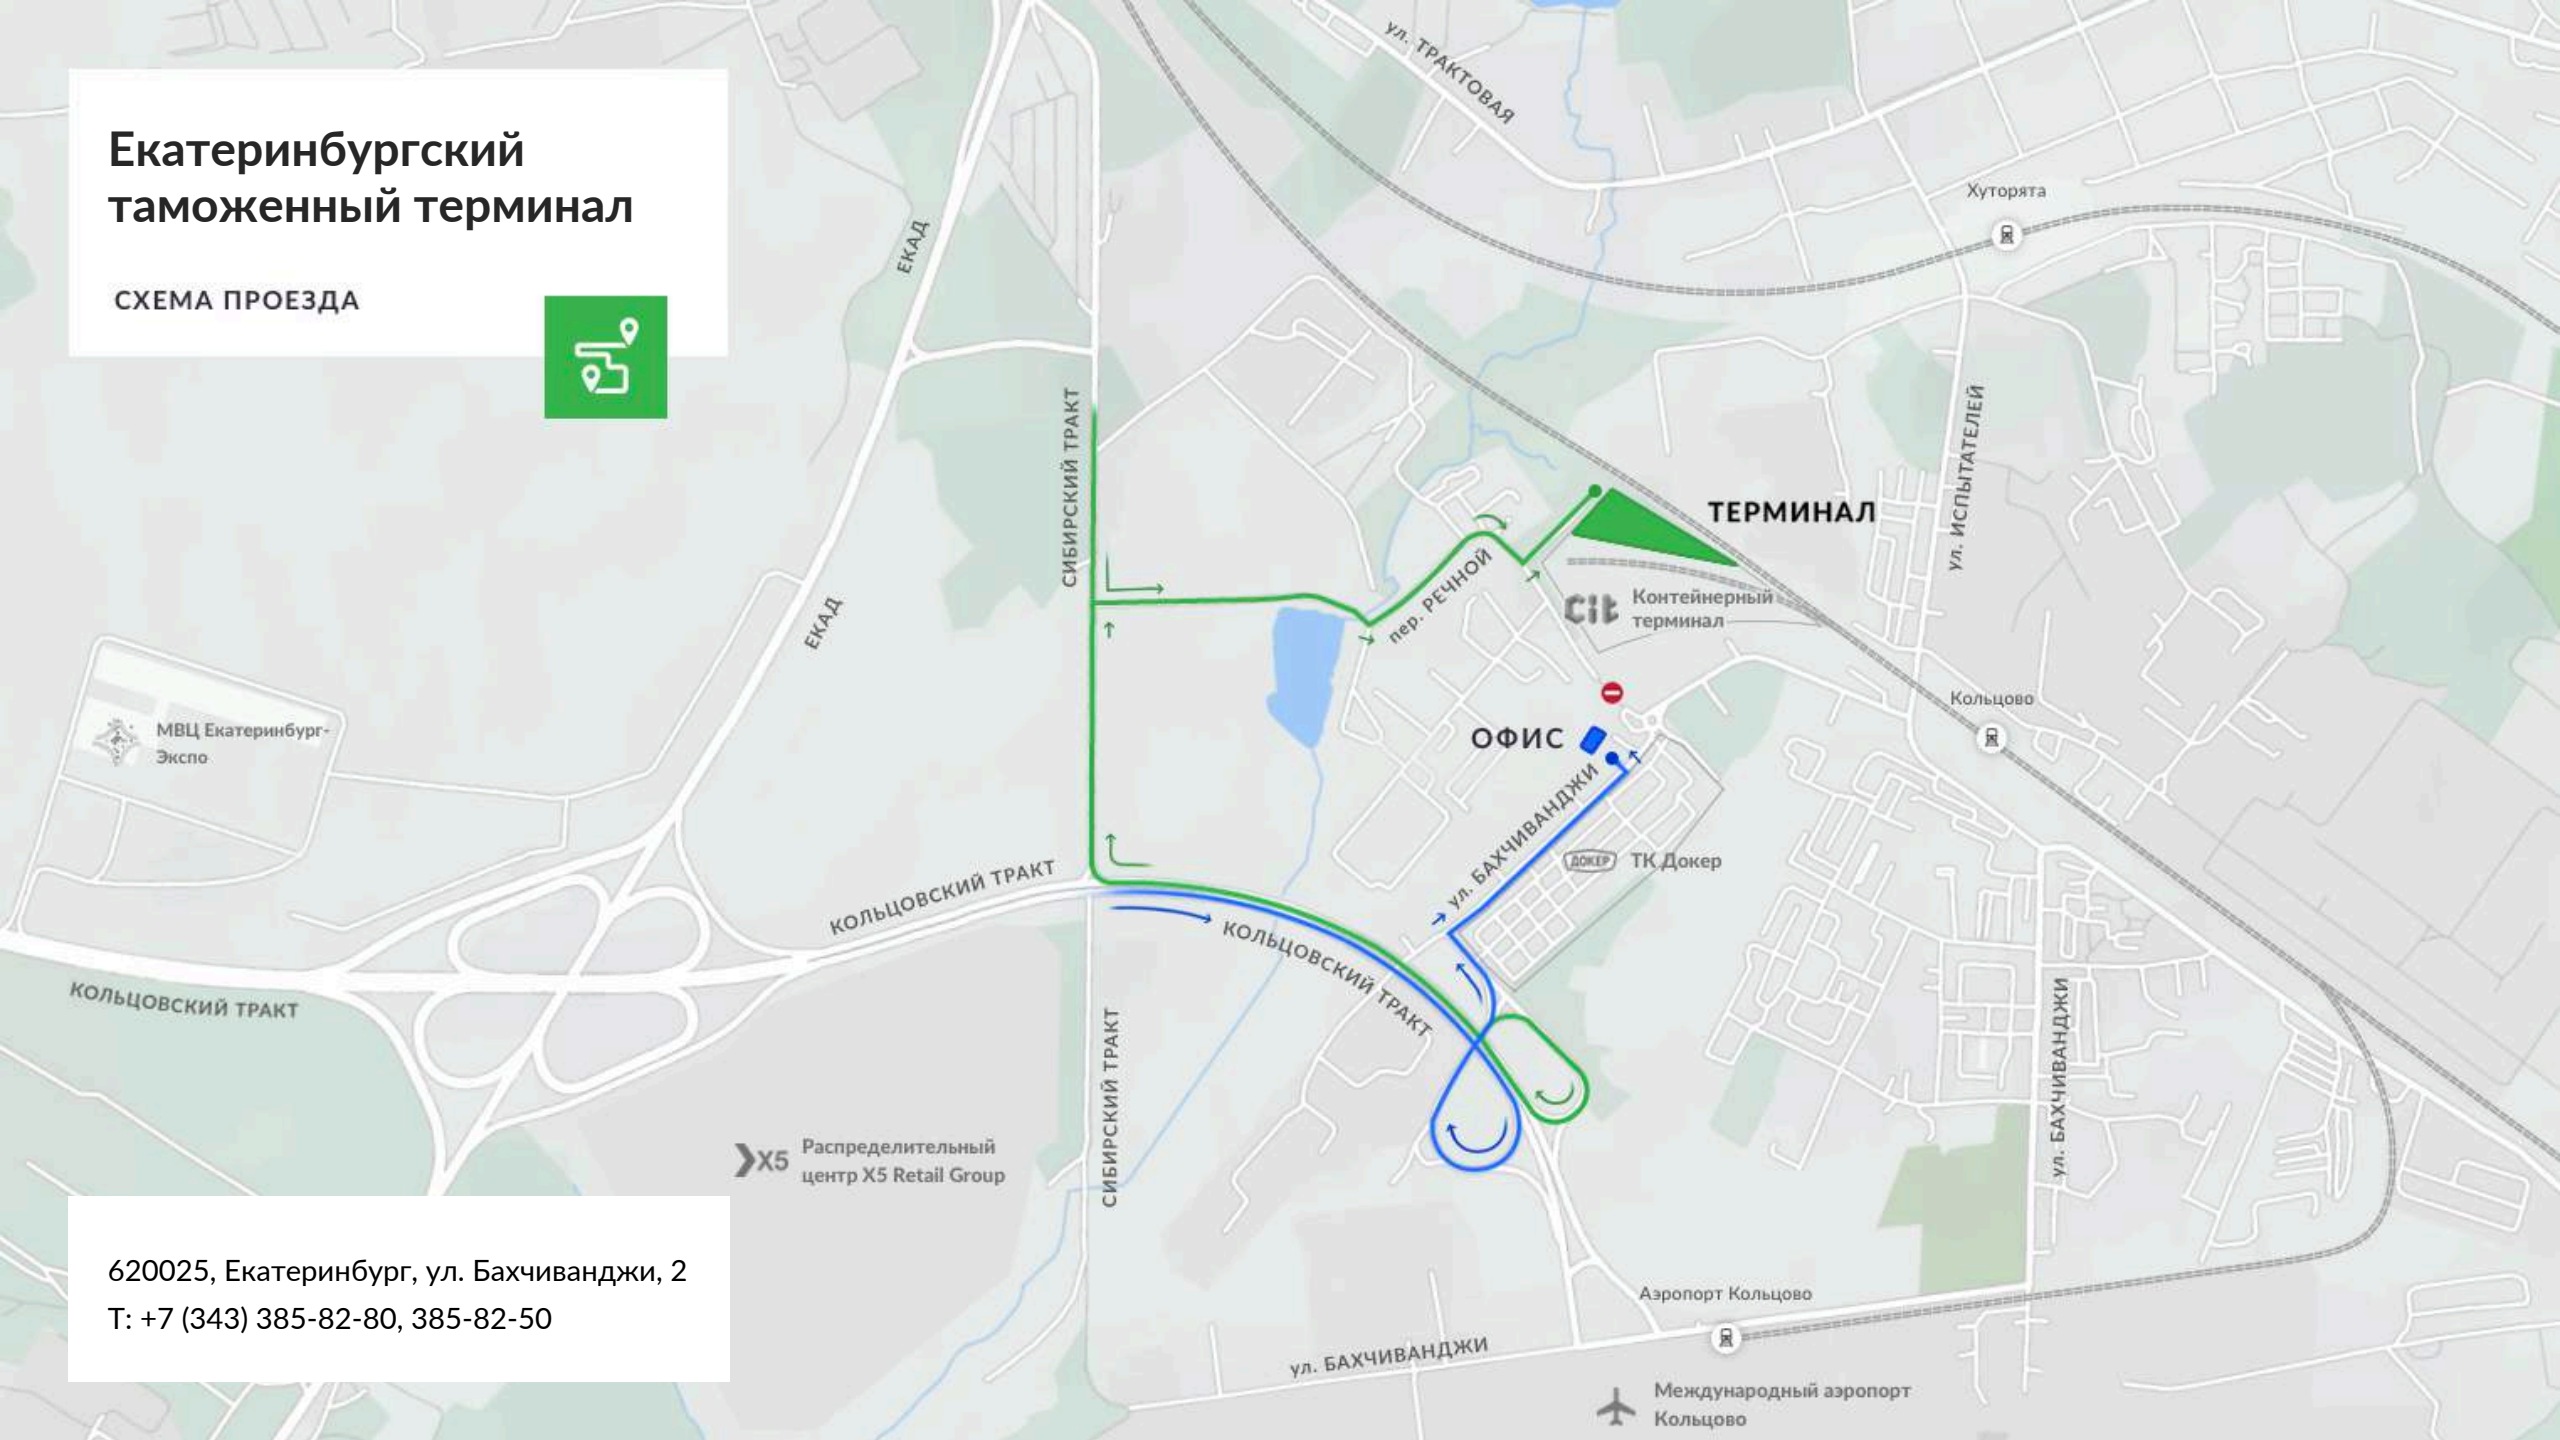 Екатеринбургский
таможенный терминал
СХЕМА ПРОЕЗДА
ул. ТРАКТОВАЯ
Хуторята
ЕКАД
СИБИРСКИЙ ТРАКТ
ул. ИСПЫТАТЕЛЕЙ
ТЕРМИНАЛ
пер. РЕЧНОЙ
cit
Контейнерный
терминал
ЕКАД
Кольцово
МВЦ Екатеринбург-
Экспо
ОФИС
ул. БАХЧИВАНДЖИ
ДОКЕР
ТК Докер
КОЛЬЦОВСКИЙ ТРАКТ
КОЛЬЦОВСКИЙ ТРАКТ
КОЛЬЦОВСКИЙ ТРАКТ
СИБИРСКИЙ ТРАКТ
ул. БАХЧИВАНДЖИ
X5
Распределительный
центр X5 Retail Group
620025, Екатеринбург, ул. Бахчиванджи, 2
Т: +7 (343) 385-82-80, 385-82-50
Аэропорт Кольцово
ул. БАХЧИВАНДЖИ
Международный аэропорт
Кольцово